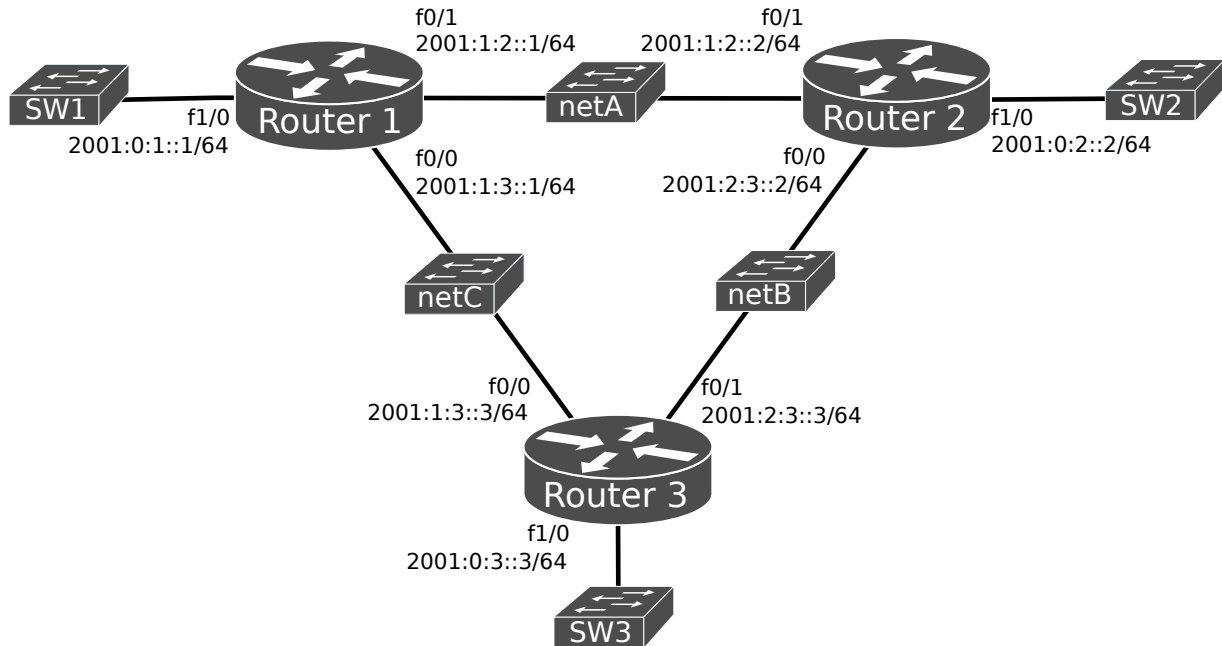 f0/1
2001:1:2::1/64
f0/1
2001:1:2::2/64
SW1
Router 1
netA
Router 2
SW2
f1/0
2001:0:1::1/64
f1/0
2001:0:2::2/64
f0/0
2001:1:3::1/64
f0/0
2001:2:3::2/64
netC
netB
f0/0
2001:1:3::3/64
f0/1
2001:2:3::3/64
Router 3
f1/0
2001:0:3::3/64
SW3